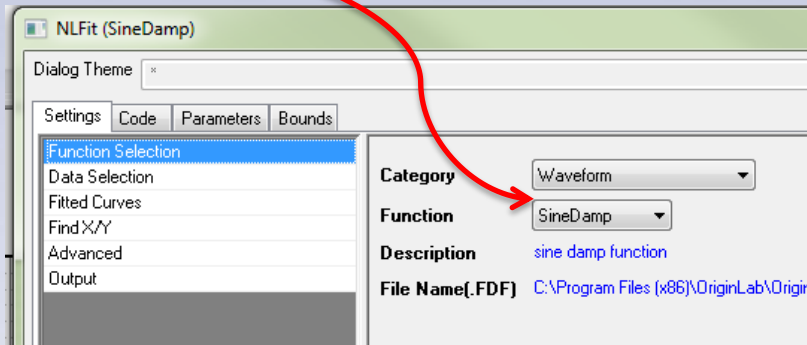 NLFit (SineDamp)
Dialog Theme *
Settings Code Parameters Bounds
Function Selection
Data Selection
Fitted Curves
Find X/Y
Advanced
Output
Category Waveform
Function SineDamp
Description sine damp function
File Name(.FDF) C:\Program Files (x86)\OriginLab\Origin